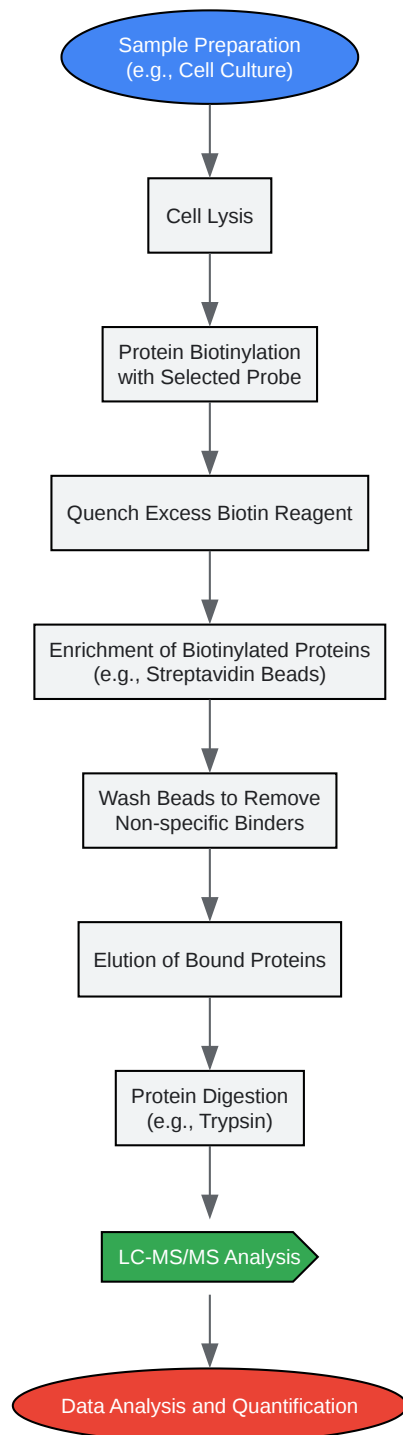 Sample Preparation
(e.g., Cell Culture)
Cell Lysis
Protein Biotinylation
with Selected Probe
Quench Excess Biotin Reagent
Enrichment of Biotinylated Proteins
(e.g., Streptavidin Beads)
Wash Beads to Remove
Non-specific Binders
Elution of Bound Proteins
Protein Digestion
(e.g., Trypsin)
LC-MS/MS Analysis
Data Analysis and Quantification